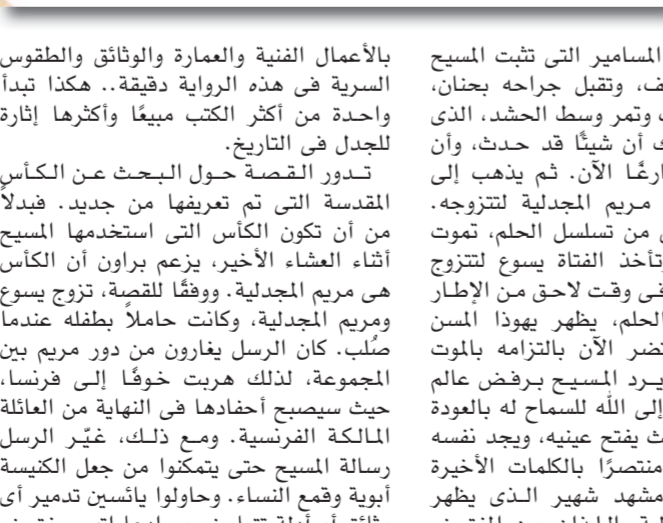 المسامير التى تثبت المسيح
، وتقبل جراحه بحنان،
وتمر وسط الحشد، الذى
أن شيئًا قد حدث، وأن
الآن. ثم يذهب إلى
مريم المجدلية لتتزوجه.
من تسلسل الحلم، تموت
تأخذ الفتاة يسوع لتتزوج
فى وقت لاحق من الإطار
الحلم، يظهر يهوذا المسن
الآن بالتزامه بالموت
يرد المسيح برفض عالم
إلى الله للسماح له بالعودة
يفتح عينيه، ويجد نفسه
منتصرًا بالكلمات الأخيرة
مشهد شهير الذى يظهر
بالأعمال الفنية والعمارة والوثائق والطقوس
السرية فى هذه الرواية دقيقة.. هكذا تبدأ
واحدة من أكثر الكتب مبيعًا وأكثرها إثارة
للجدل فى التاريخ.
تدور القصة حول البحث عن الكأس
المقدسة التى تم تعريفها من جديد. فبدلاً
من أن تكون الكأس التى استخدمها المسيح
أثناء العشاء الأخير، يزعم براون أن الكأس
هى مريم المجدلية. ووفقًا للقصة، تزوج يسوع
ومريم المجدلية، وكانت حاملاً بطفله عندما
صُلب. كان الرسل يغارون من دور مريم بين
المجموعة، لذلك هربت خوفًا إلى فرنسا،
حيث سيصبح أحفادها فى النهاية من العائلة
المالكة الفرنسية. ومع ذلك، غيّر الرسل
رسالة المسيح حتى يتمكنوا من جعل الكنيسة
أبوية وقمع النساء. وحاولوا يائسين تدمير أى